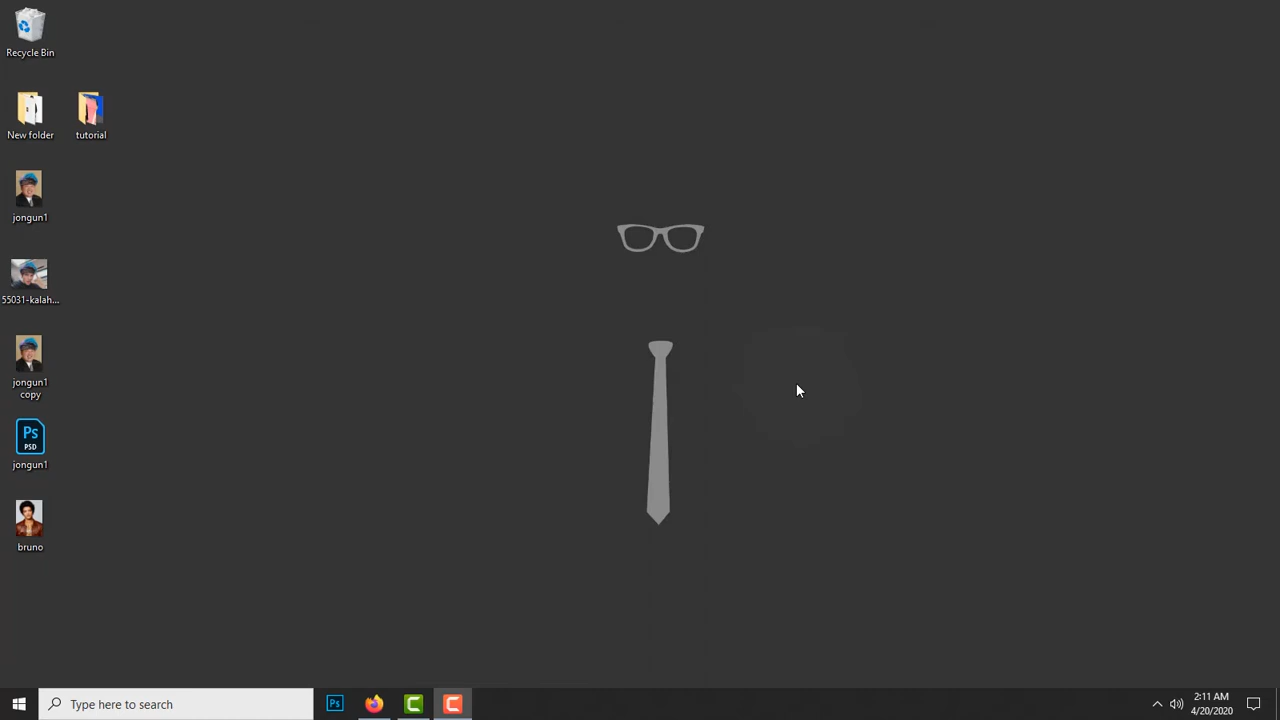 Recycle Bin
New folder
tutorial
jongun1
55031-kalah...
jongun1
copy
Ps
PSD
jongun1
bruno
Type here to search
Ps
2:11 AM
4/20/2020